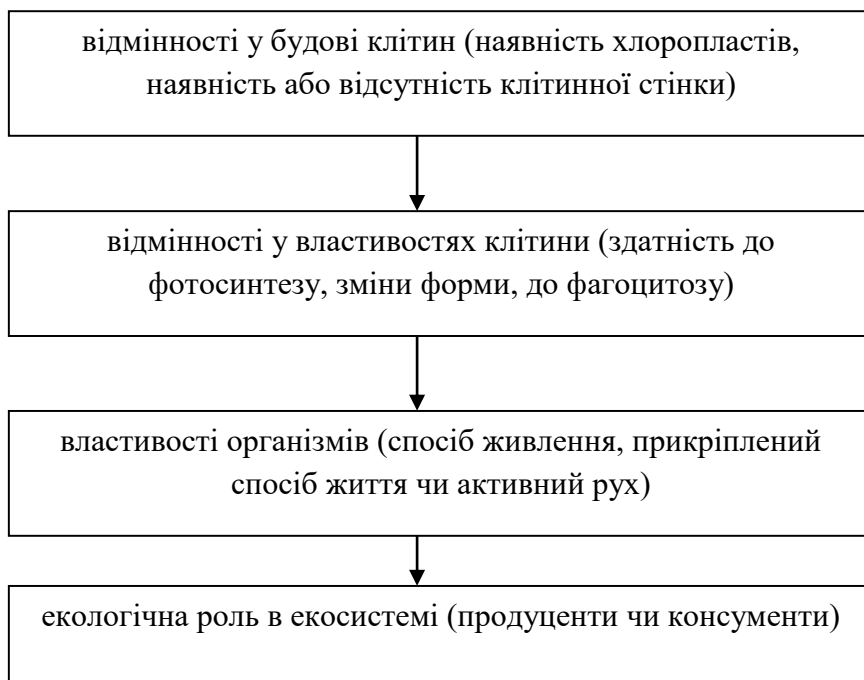 відмінності у будові клітин (наявність хлоропластів,
наявність або відсутність клітинної стінки)
відмінності у властивостях клітини (здатність до
фотосинтезу, зміни форми, до фагоцитозу)
властивості організмів (спосіб живлення, прикріплений
спосіб життя чи активний рух)
екологічна роль в екосистемі (продуценти чи консументи)